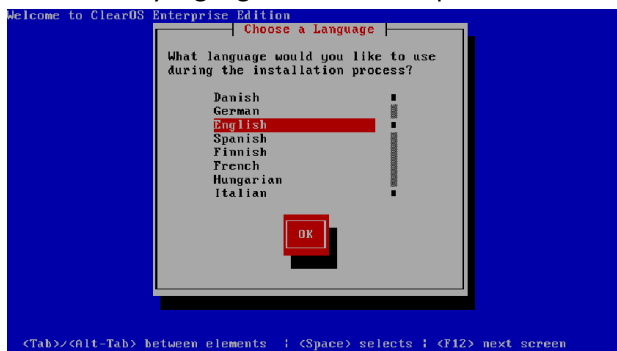 Welcome to ClearOS Enterprise Edition
Choose a Language
What language would you like to use
during the installation process?
Danish
German
English
Spanish
Finnish
French
Hungarian
Italian
OK
<Tab>/<Alt-Tab> between elements | <Space> selects | <F12> next screen